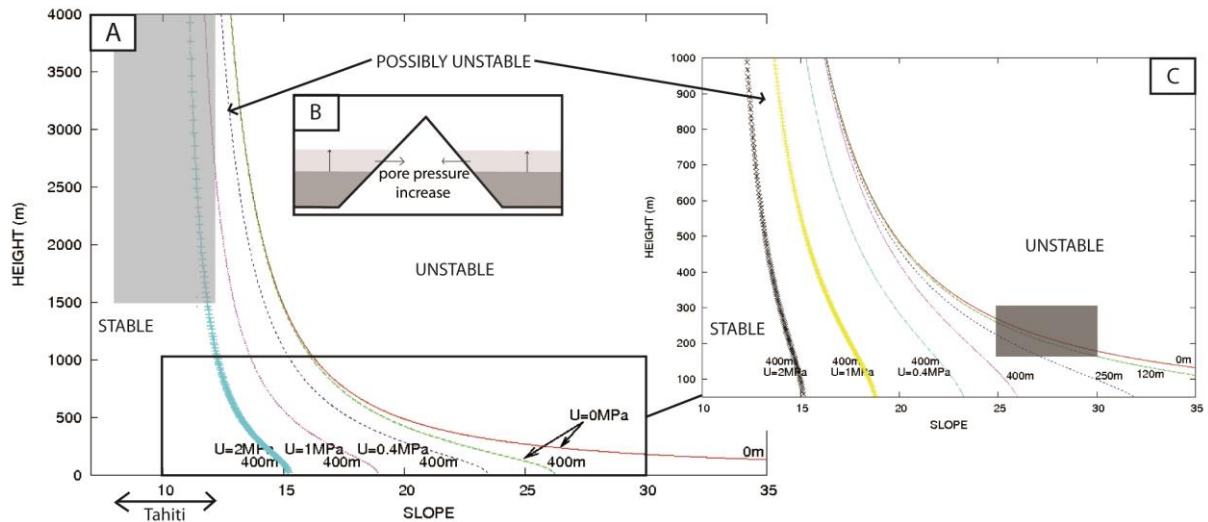 A
4000
3500
3000
2500
2000
1500
1000
500
0
HEIGHT (m)
10
15
20
25
30
35
SLOPE
Tahiti
STABLE
UNSTABLE
POSSIBLY UNSTABLE
B
pore pressure
increase
U=2MPa
400m
U=1MPa
400m
U=0.4MPa
400m
U=0MPa
400m
0m
C
1000
900
800
700
600
500
400
300
200
100
HEIGHT (m)
10
15
20
25
30
35
SLOPE
STABLE
UNSTABLE
400m
U=2MPa
400m
U=1MPa
400m
U=0.4MPa
400m
250m
120m
0m